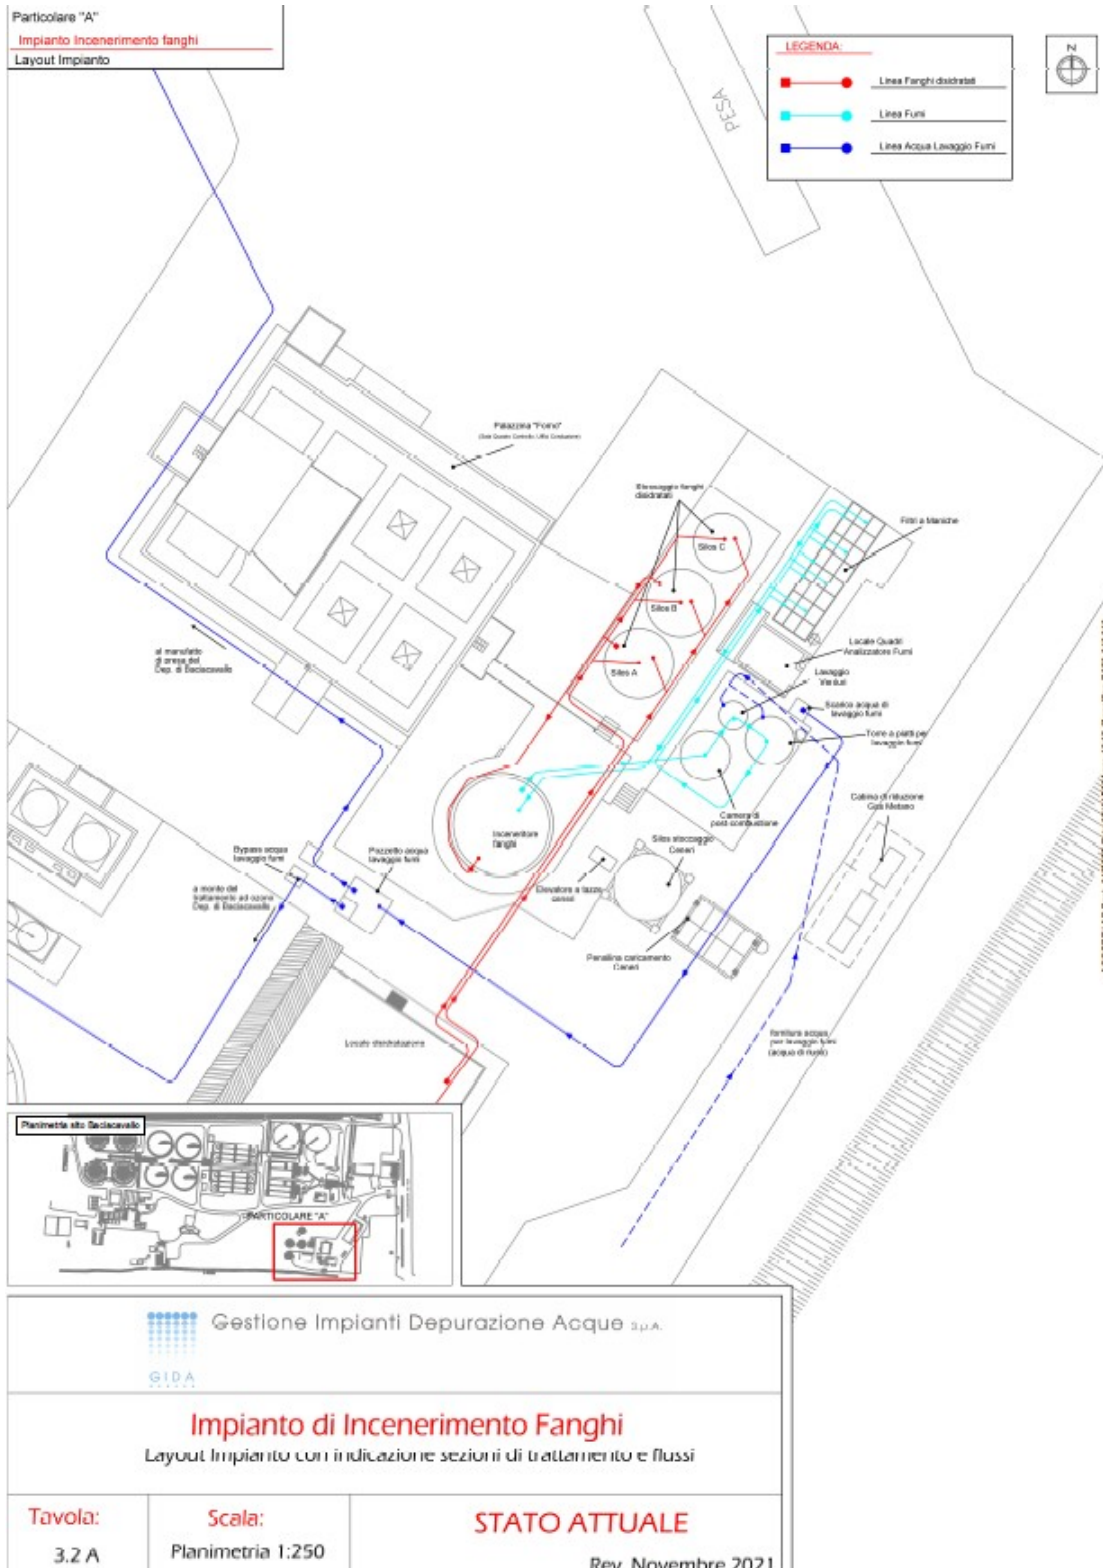 Particolare "A"
Impianto Incenerimento fanghi
Layout Impianto
LEGENDA:
Linea Fanghi disidratati
Linea Fumi
Linea Acqua Lavaggio Fumi
N
PESA
Palazzina "Forno"
Stoccaggio fanghi
disidratati
Silos C
Silos B
Silos A
Filtri a Maniche
Locale Quadri
Analizzatore Fumi
Lavaggio
Venturi
Scarico acqua di
lavaggio fumi
Torre a piatti per
lavaggio fumi
Cabina di riduzione
Gas Metano
Camera di
post-combustione
Silos stoccaggio
Ceneri
Inceneritore
fanghi
Elevatore a tazze
ceneri
Pensilina caricamento
Ceneri
al manufatto
di presa del
Dep. di Baciacavallo
Bypass acqua
lavaggio fumi
Pozzetto acqua
lavaggio fumi
a monte del
trattamento ad ozono
Dep. di Baciacavallo
Locale disidratazione
fornitura acqua
per lavaggio fumi
(acqua di riuso)
Planimetria sito Baciacavallo
PARTICOLARE "A"
Gestione Impianti Depurazione Acque S.p.A.
GIDA
Impianto di Incenerimento Fanghi
Layout Impianto con indicazione sezioni di trattamento e flussi
Tavola:
3.2 A
Scala:
Planimetria 1:250
STATO ATTUALE
Rev. Novembre 2021